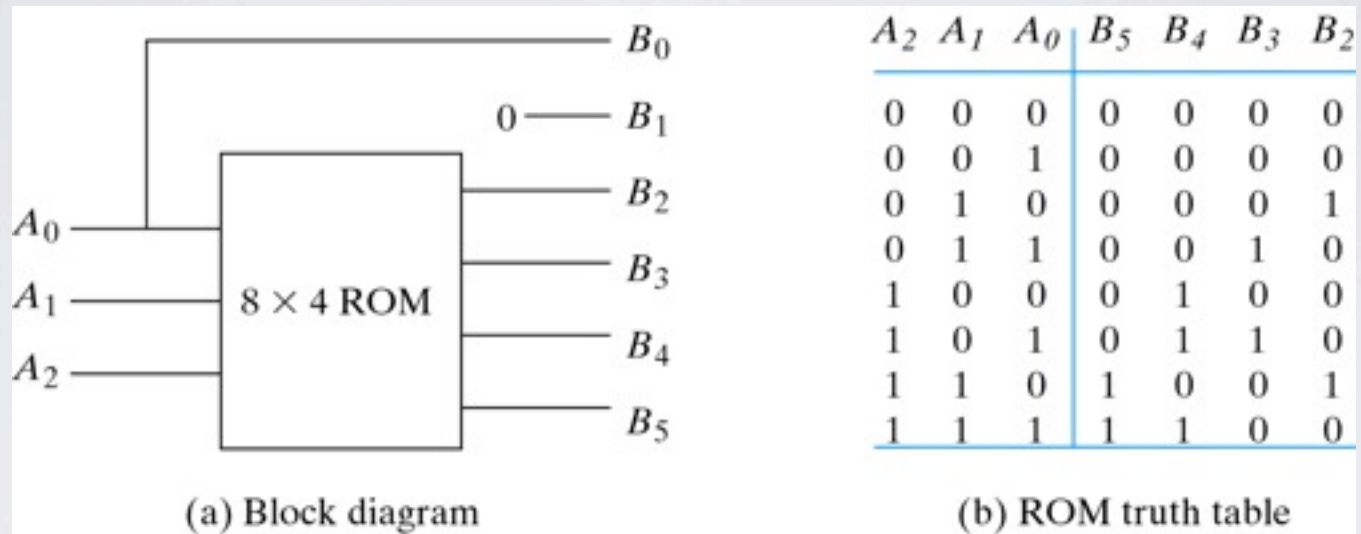 B₀
0 B₁
B₂
A₀
B₃
A₁
8 × 4 ROM
B₄
A₂
B₅
(a) Block diagram
A₂ A₁ A₀ B₅ B₄ B₃ B₂
0 0 0 0 0 0 0
0 0 1 0 0 0 0
0 1 0 0 0 0 1
0 1 1 0 0 1 0
1 0 0 0 1 0 0
1 0 1 0 1 1 0
1 1 0 1 0 0 1
1 1 1 1 1 0 0
(b) ROM truth table